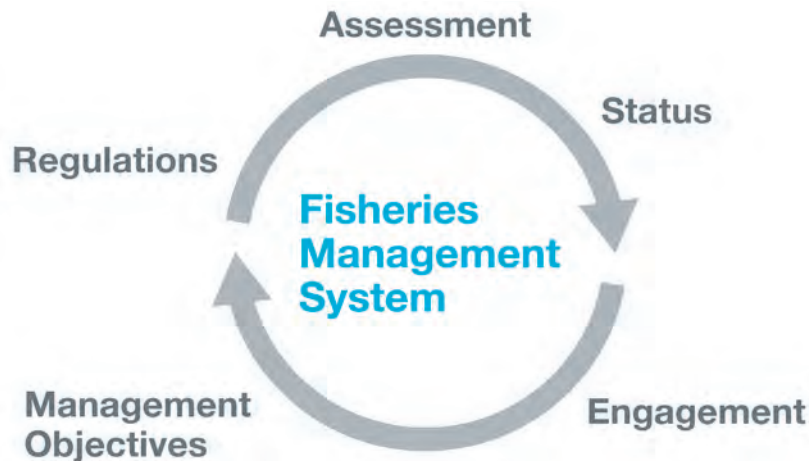 Assessment
Status
Regulations
Fisheries
Management
System
Management
Objectives
Engagement